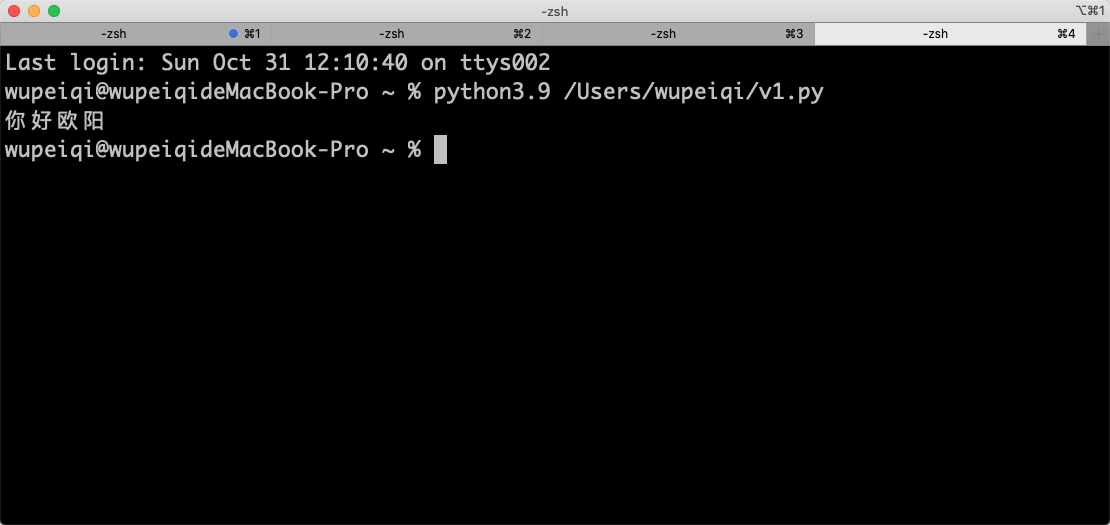 -zsh
⌥⌘1
-zsh ⌘1 -zsh ⌘2 -zsh ⌘3 -zsh ⌘4
Last login: Sun Oct 31 12:10:40 on ttys002
wupeiqi@wupeiqideMacBook-Pro ~ % python3.9 /Users/wupeiqi/v1.py
你好欧阳
wupeiqi@wupeiqideMacBook-Pro ~ %